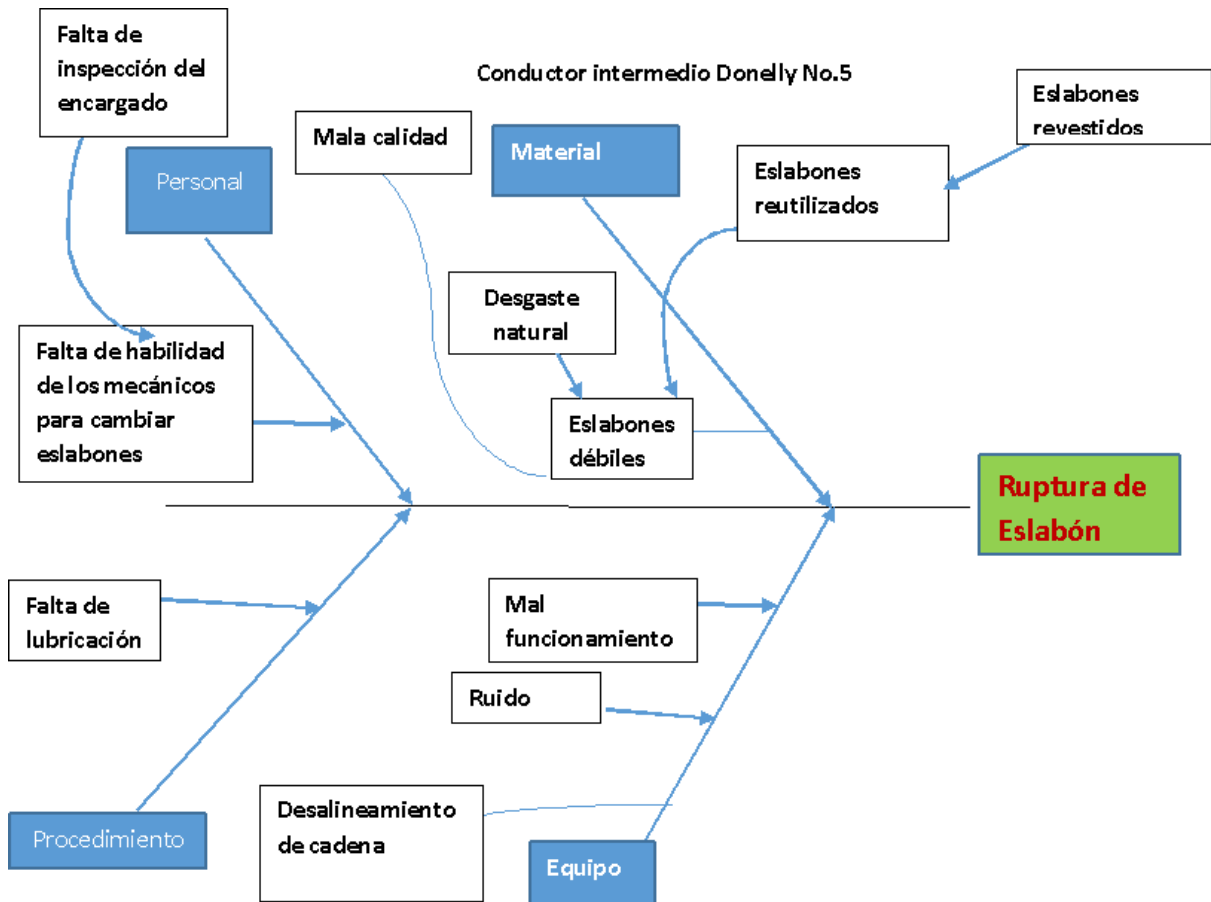 Falta de
inspección del
encargado
Conductor intermedio Donelly No.5
Eslabones
revestidos
Mala calidad
Material
Personal
Eslabones
reutilizados
Desgaste
natural
Falta de habilidad
de los mecánicos
para cambiar
eslabones
Eslabones
débiles
Ruptura de
Eslabón
Falta de
lubricación
Mal
funcionamiento
Ruido
Desalineamiento
de cadena
Procedimiento
Equipo